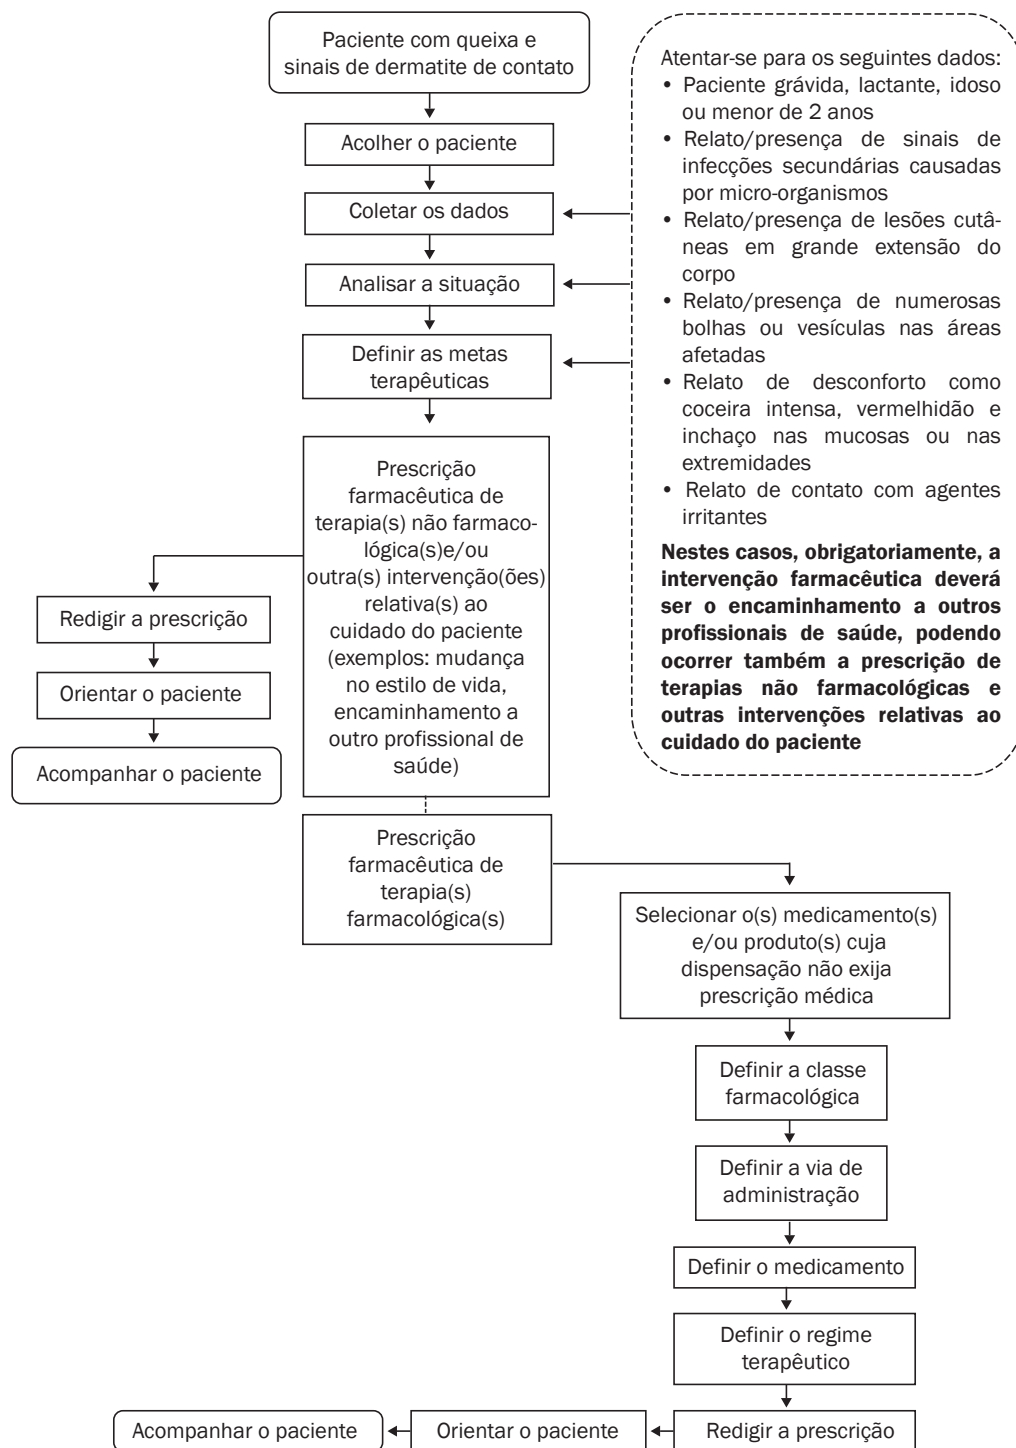 Paciente com queixa e
sinais de dermatite de contato
Acolher o paciente
Coletar os dados
Analisar a situação
Definir as metas
terapêuticas
Prescrição
farmacêutica de
terapia(s) não farmaco-
lógica(s)e/ou
outra(s) intervenção(ões)
relativa(s) ao
cuidado do paciente
(exemplos: mudança
no estilo de vida,
encaminhamento a
outro profissional de
saúde)
Redigir a prescrição
Orientar o paciente
Acompanhar o paciente
Atentar-se para os seguintes dados:
• Paciente grávida, lactante, idoso
ou menor de 2 anos
• Relato/presença de sinais de
infecções secundárias causadas
por micro-organismos
• Relato/presença de lesões cutâ-
neas em grande extensão do
corpo
• Relato/presença de numerosas
bolhas ou vesículas nas áreas
afetadas
• Relato de desconforto como
coceira intensa, vermelhidão e
inchaço nas mucosas ou nas
extremidades
• Relato de contato com agentes
irritantes
Nestes casos, obrigatoriamente, a
intervenção farmacêutica deverá
ser o encaminhamento a outros
profissionais de saúde, podendo
ocorrer também a prescrição de
terapias não farmacológicas e
outras intervenções relativas ao
cuidado do paciente
Prescrição
farmacêutica de
terapia(s)
farmacológica(s)
Selecionar o(s) medicamento(s)
e/ou produto(s) cuja
dispensação não exija
prescrição médica
Definir a classe
farmacológica
Definir a via de
administração
Definir o medicamento
Definir o regime
terapêutico
Redigir a prescrição
Orientar o paciente
Acompanhar o paciente